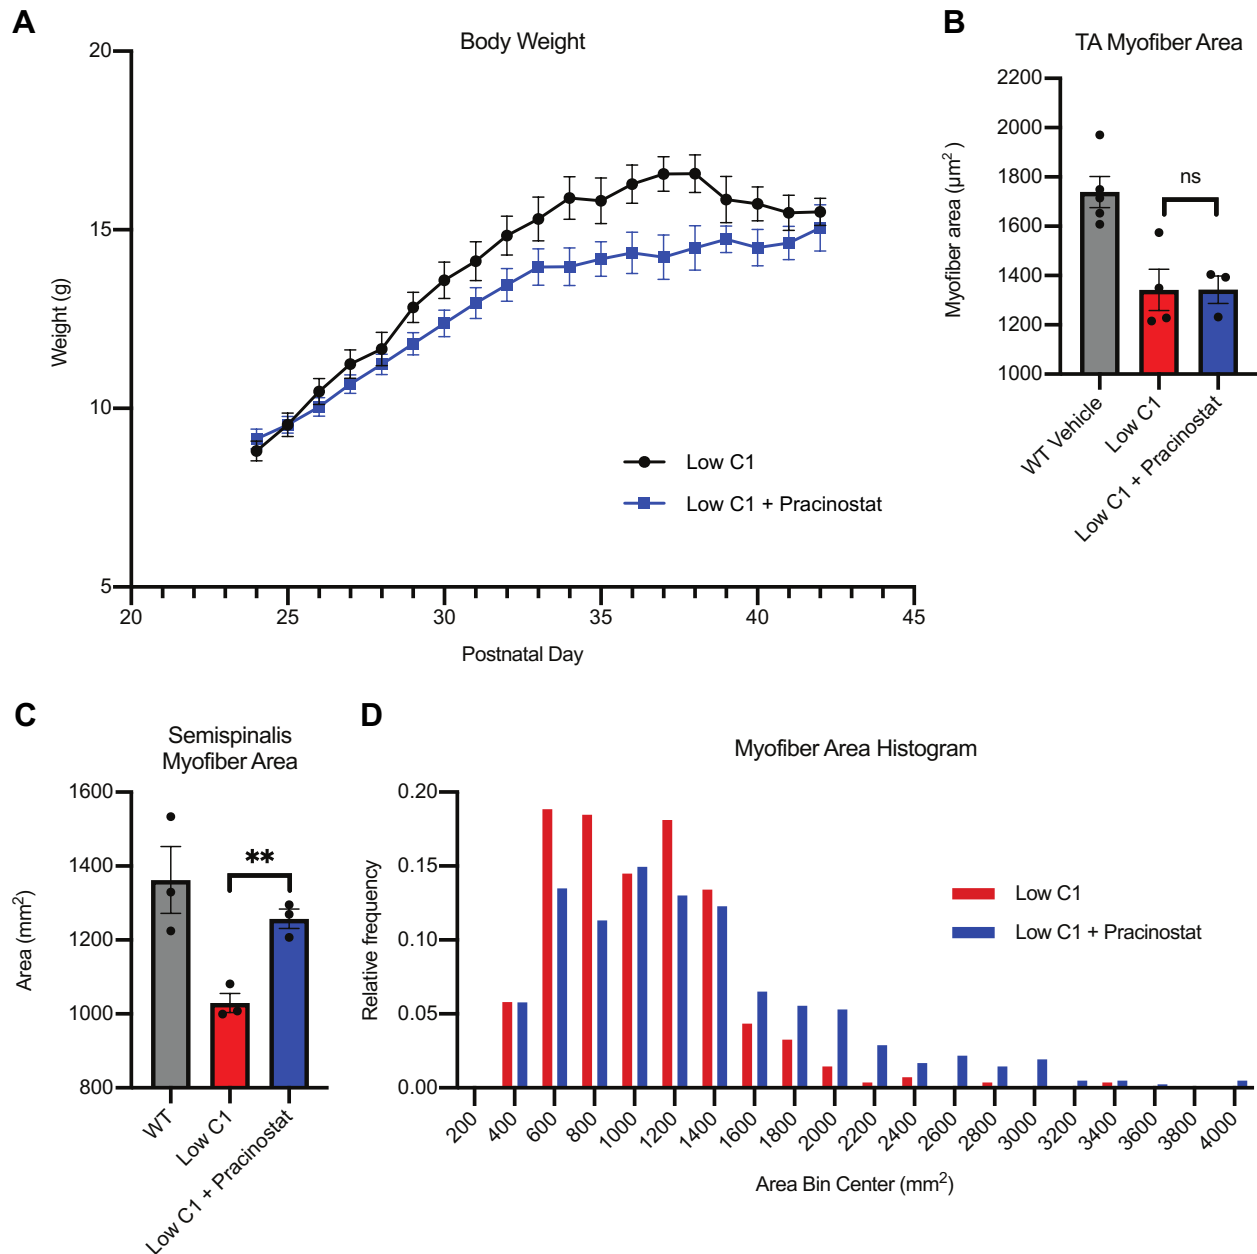 A
Body Weight
20
15
10
5
Weight (g)
20
25
30
35
40
45
Postnatal Day
Low C1
Low C1 + Pracinostat
B
TA Myofiber Area
2200
2000
1800
1600
1400
1200
1000
Myofiber area (µm²)
ns
WT Vehicle
Low C1
Low C1 + Pracinostat
C
Semispinalis
Myofiber Area
1600
1400
1200
1000
800
Area (mm²)
**
WT
Low C1
Low C1 + Pracinostat
D
Myofiber Area Histogram
0.20
0.15
0.10
0.05
0.00
Relative frequency
Low C1
Low C1 + Pracinostat
200
400
600
800
1000
1200
1400
1600
1800
2000
2200
2400
2600
2800
3000
3200
3400
3600
3800
4000
Area Bin Center (mm²)